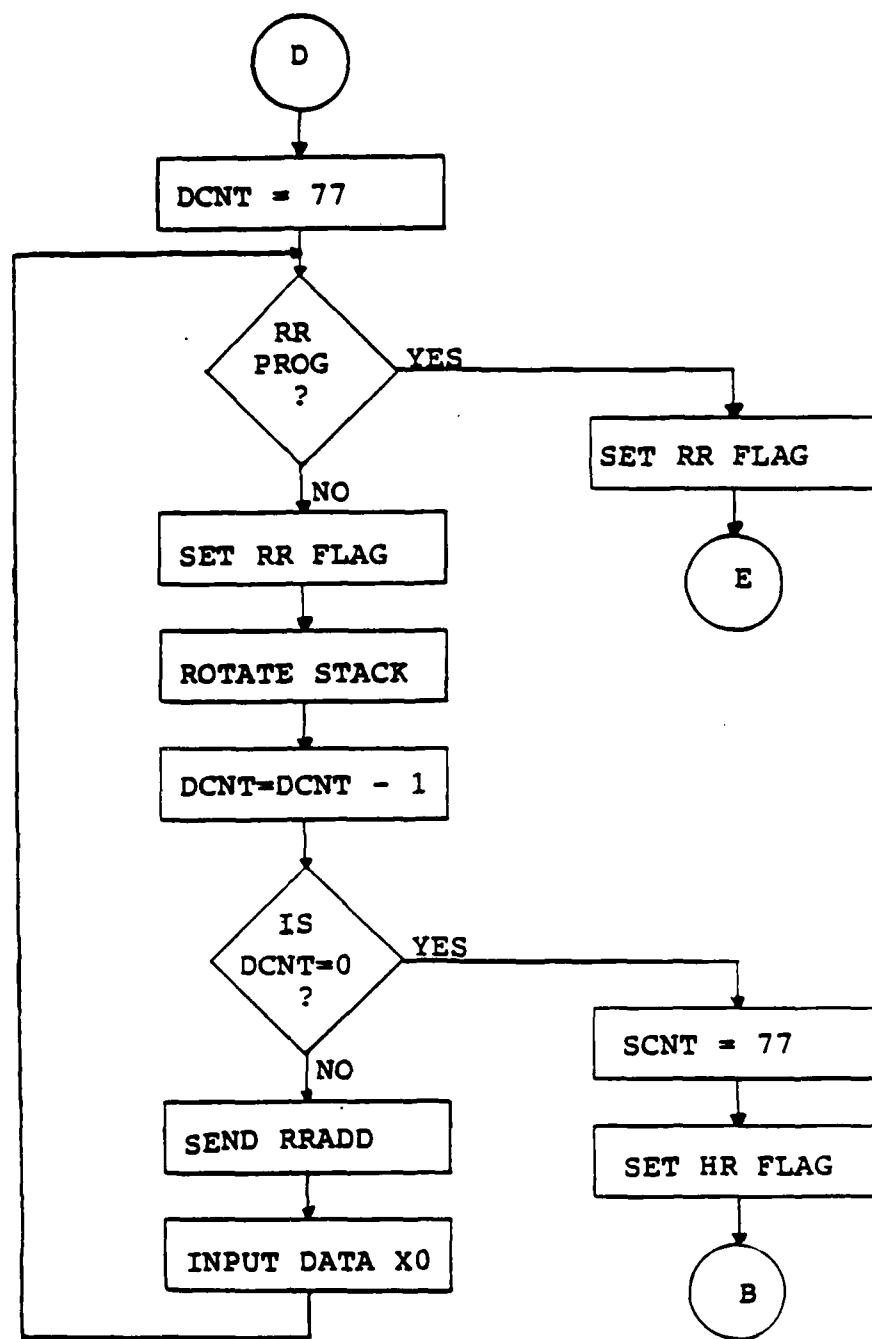 D
DCNT = 77
RR
PROG
?
YES
SET RR FLAG
E
NO
SET RR FLAG
ROTATE STACK
DCNT=DCNT - 1
IS
DCNT=0
?
YES
SCNT = 77
SET HR FLAG
B
NO
SEND RRADD
INPUT DATA X0